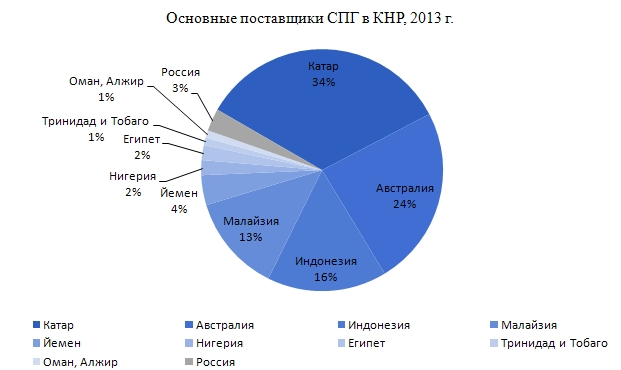 Основные поставщики СПГ в КНР, 2013 г.
Катар
34%
Россия
3%
Оман, Алжир
1%
Тринидад и Тобаго
1%
Египет
2%
Нигерия
2%
Йемен
4%
Австралия
24%
Малайзия
13%
Индонезия
16%
Катар Австралия Индонезия Малайзия
Йемен Нигерия Египет Тринидад и Тобаго
Оман, Алжир Россия